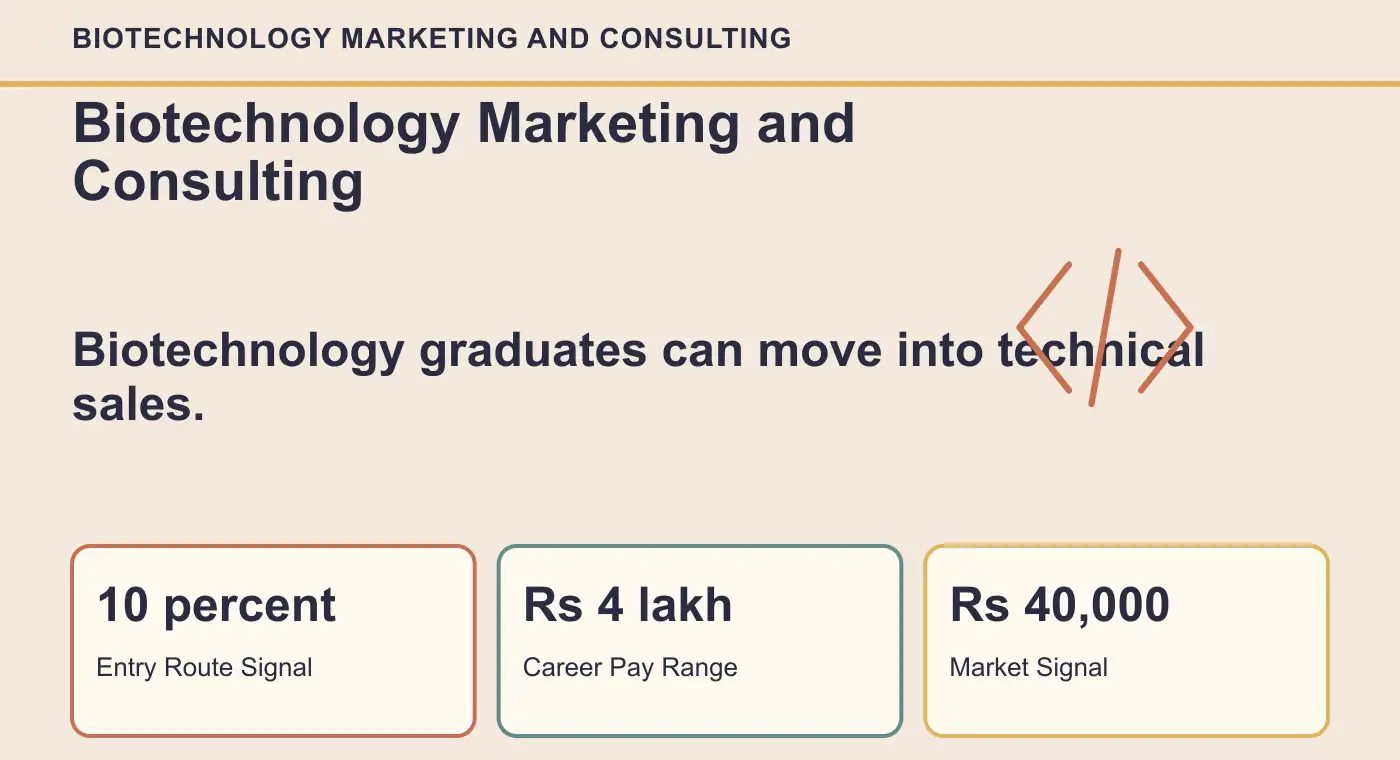 BIOTECHNOLOGY MARKETING AND CONSULTING
Biotechnology Marketing and
Consulting
Biotechnology graduates can move into technical
sales.
10 percent
Entry Route Signal
Rs 4 lakh
Career Pay Range
Rs 40,000
Market Signal